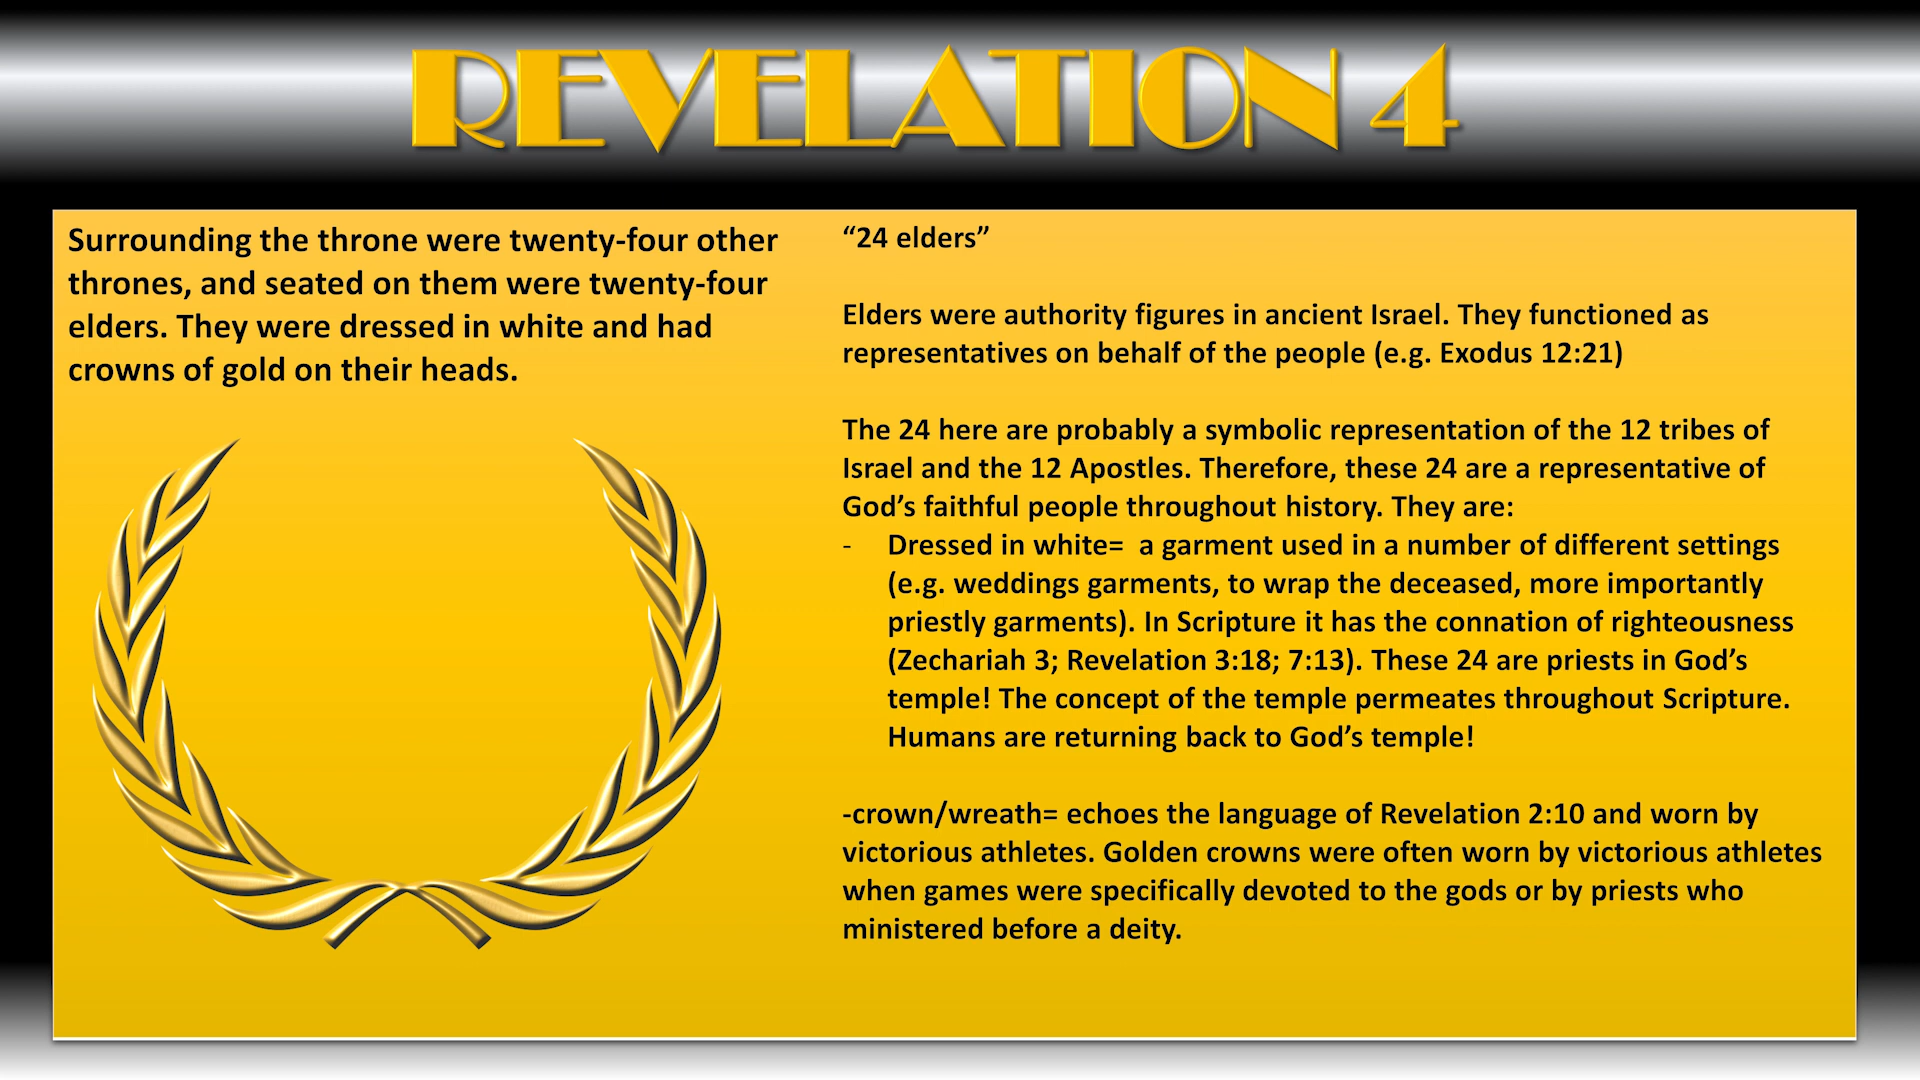 REVELATION 4
Surrounding the throne were twenty-four other
thrones, and seated on them were twenty-four
elders. They were dressed in white and had
crowns of gold on their heads.
“24 elders”
Elders were authority figures in ancient Israel. They functioned as
representatives on behalf of the people (e.g. Exodus 12:21)
The 24 here are probably a symbolic representation of the 12 tribes of
Israel and the 12 Apostles. Therefore, these 24 are a representative of
God’s faithful people throughout history. They are:
- Dressed in white=  a garment used in a number of different settings
(e.g. weddings garments, to wrap the deceased, more importantly
priestly garments). In Scripture it has the connation of righteousness
(Zechariah 3; Revelation 3:18; 7:13). These 24 are priests in God’s
temple! The concept of the temple permeates throughout Scripture.
Humans are returning back to God’s temple!
-crown/wreath= echoes the language of Revelation 2:10 and worn by
victorious athletes. Golden crowns were often worn by victorious athletes
when games were specifically devoted to the gods or by priests who
ministered before a deity.